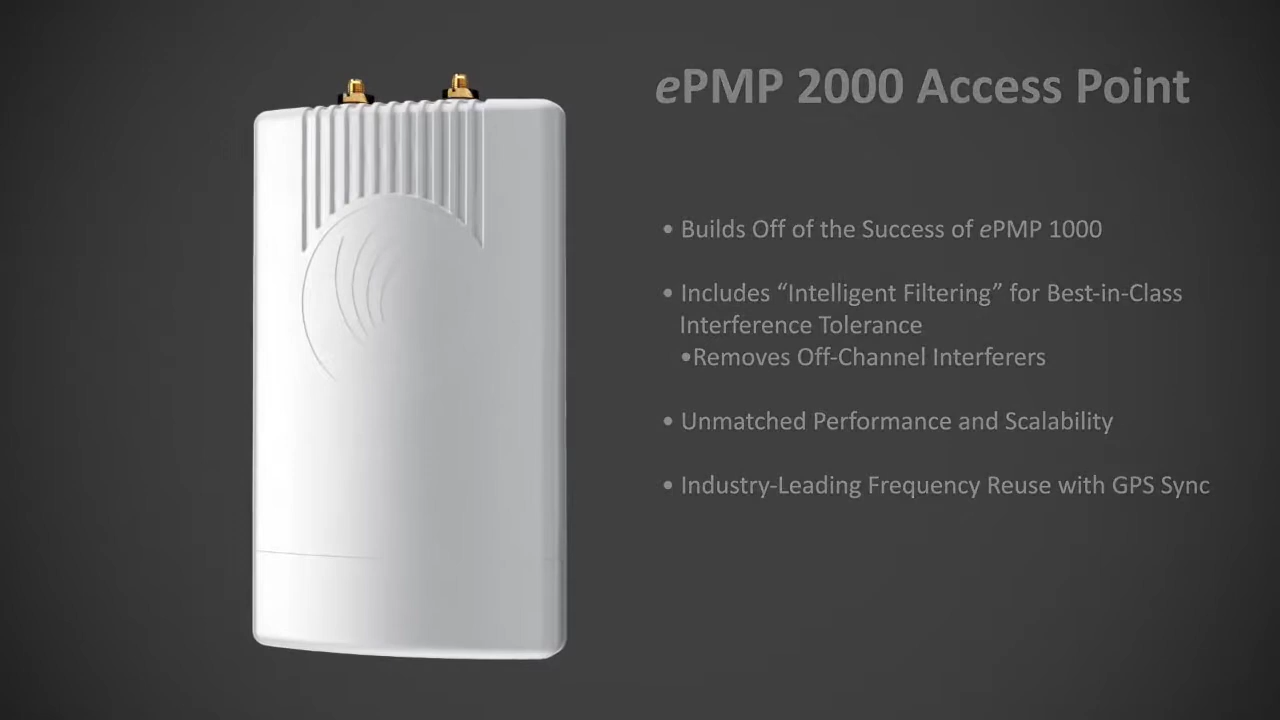 ePMP 2000 Access Point
• Builds Off of the Success of ePMP 1000
• Includes “Intelligent Filtering” for Best-in-Class
Interference Tolerance
•Removes Off-Channel Interferers
• Unmatched Performance and Scalability
• Industry-Leading Frequency Reuse with GPS Sync